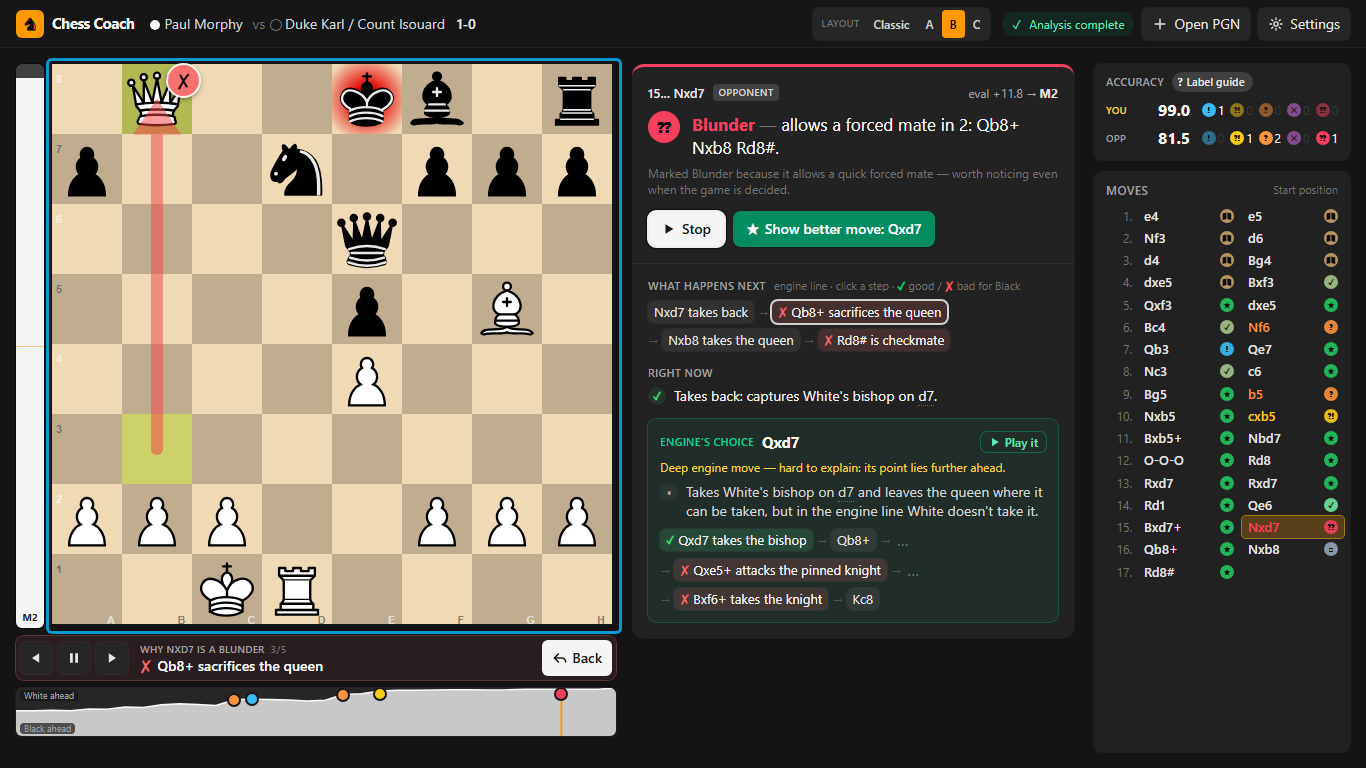 Chess Coach
Paul Morphy vs Duke Karl / Count Isouard 1-0
LAYOUT Classic A B C
✓ Analysis complete
+ Open PGN
Settings
8
7
6
5
4
3
2
1
A B C D E F G H
✗
M2
WHY NXD7 IS A BLUNDER 3/5
✗ Qb8+ sacrifices the queen
Back
White ahead
Black ahead
15... Nxd7 OPPONENT eval +11.8 → M2
?? Blunder — allows a forced mate in 2: Qb8+
Nxb8 Rd8#.
Marked Blunder because it allows a quick forced mate — worth noticing even
when the game is decided.
Stop
★ Show better move: Qxd7
WHAT HAPPENS NEXT engine line · click a step · ✓ good / ✗ bad for Black
Nxd7 takes back → ✗ Qb8+ sacrifices the queen
→ Nxb8 takes the queen → ✗ Rd8# is checkmate
RIGHT NOW
✓ Takes back: captures White's bishop on d7.
ENGINE'S CHOICE Qxd7 Play it
Deep engine move — hard to explain: its point lies further ahead.
Takes White's bishop on d7 and leaves the queen where it
can be taken, but in the engine line White doesn't take it.
✓ Qxd7 takes the bishop → Qb8+ → ...
→ ✗ Qxe5+ attacks the pinned knight → ...
→ ✗ Bxf6+ takes the knight → Kc8
ACCURACY ? Label guide
YOU 99.0 ! 1 ?! 0 ? 0 × 0 ?? 0
OPP 81.5 ! 0 ?! 1 ? 2 × 0 ?? 1
MOVES Start position
1. e4 e5
2. Nf3 d6
3. d4 Bg4
4. dxe5 Bxf3 ✓
5. Qxf3 ★ dxe5 ★
6. Bc4 ✓ Nf6 ?
7. Qb3 ! Qe7 ★
8. Nc3 ✓ c6 ★
9. Bg5 ★ b5 ?
10. Nxb5 ★ cxb5 ?!
11. Bxb5+ ★ Nbd7 ★
12. O-O-O ★ Rd8 ★
13. Rxd7 ★ Rxd7 ★
14. Rd1 ★ Qe6 ✓
15. Bxd7+ ★ Nxd7 ??
16. Qb8+ ★ Nxb8 =
17. Rd8# ★